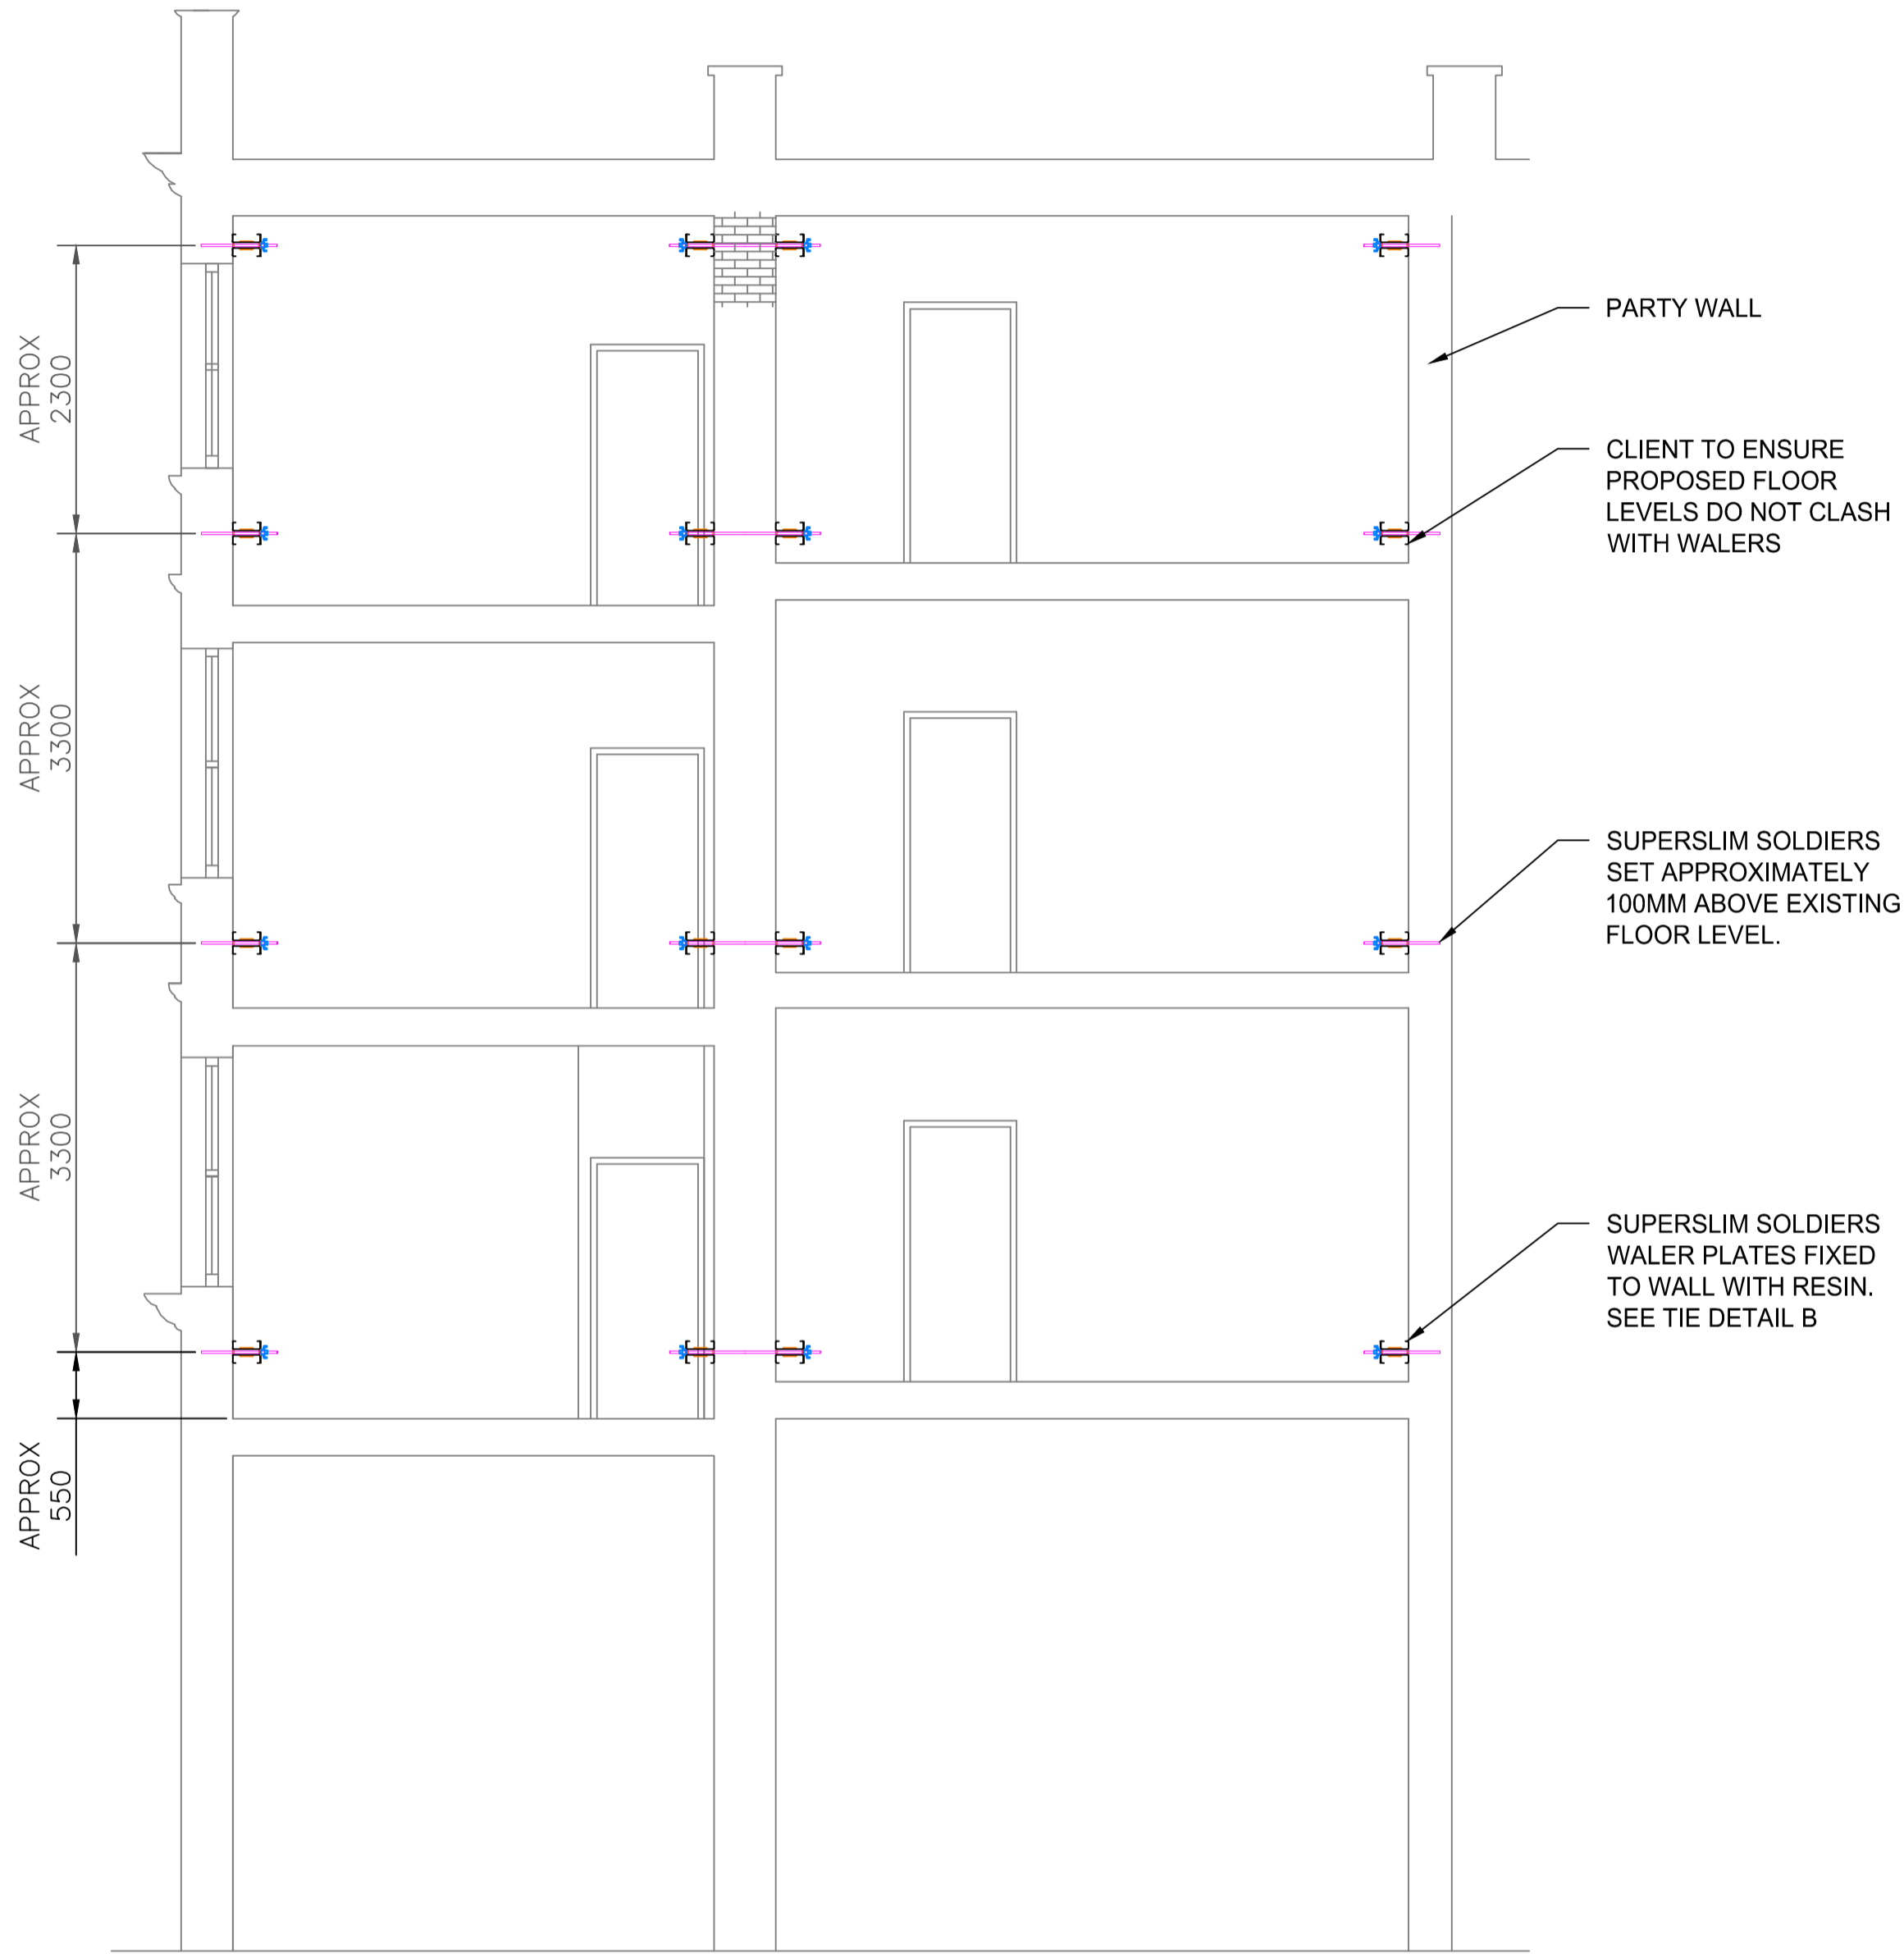 APPROX
2300
APPROX
3300
APPROX
3300
APPROX
550
PARTY WALL
CLIENT TO ENSURE
PROPOSED FLOOR
LEVELS DO NOT CLASH
WITH WALERS
SUPERSLIM SOLDIERS
SET APPROXIMATELY
100MM ABOVE EXISTING
FLOOR LEVEL.
SUPERSLIM SOLDIERS
WALER PLATES FIXED
TO WALL WITH RESIN.
SEE TIE DETAIL B